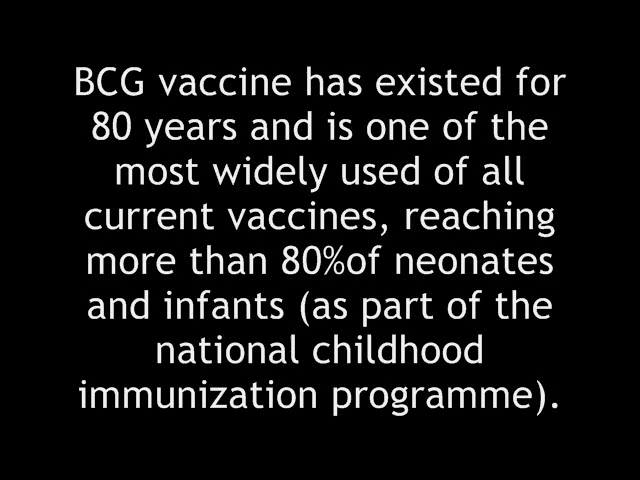 BCG vaccine has existed for
80 years and is one of the
most widely used of all
current vaccines, reaching
more than 80%of neonates
and infants (as part of the
national childhood
immunization programme).